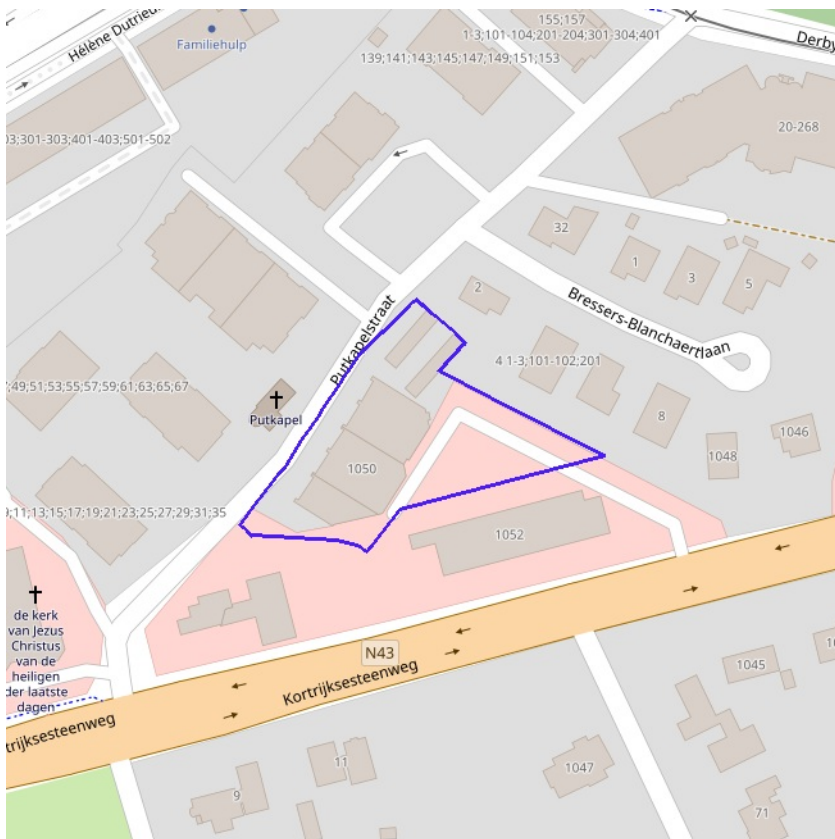 155;157
1-3;101-104;201-204;301-304;401
Hélène Dutrieu
Familiehulp
Derby
139;141;143;145;147;149;151;153
20-268
03;301-303;401-403;501-502
32
1
3
5
2
Bressers-Blanchaertlaan
Putkapelstraat
4 1-3;101-102;201
7;49;51;53;55;57;59;61;63;65;67
Putkapel
8
1046
1048
1050
9;11;13;15;17;19;21;23;25;27;29;31;35
1052
de kerk
van Jezus
Christus
van de
heiligen
der laatste
dagen
N43
Kortrijksesteenweg
trijksesteenweg
1045
10
11
1047
9
71